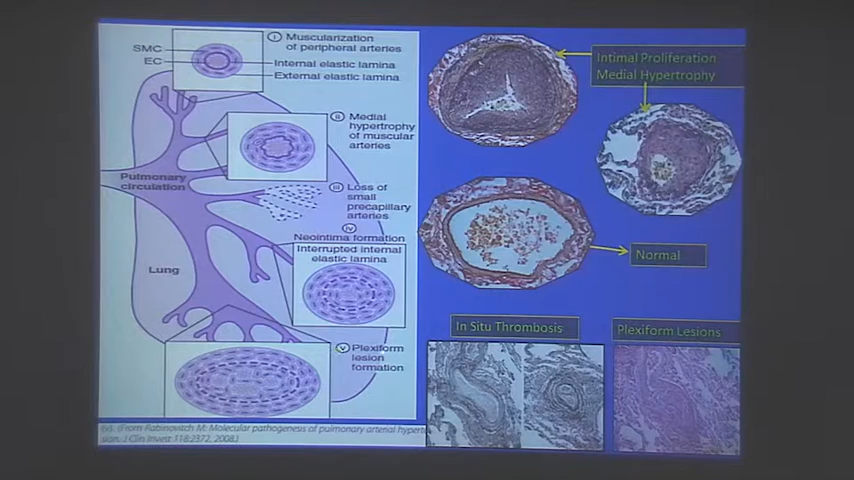 SMC
EC
i Muscularization
of peripheral arteries
Internal elastic lamina
External elastic lamina
ii Medial
hypertrophy
of muscular
arteries
Pulmonary
circulation
iii Loss of
small
precapillary
arteries
iv
Neointima formation
Interrupted internal
elastic lamina
Lung
v Plexiform
lesion
formation
(From Rabinovitch M: Molecular pathogenesis of pulmonary arterial hyperte
sion. J Clin Invest 118:2372, 2008.)
Intimal Proliferation
Medial Hypertrophy
Normal
In Situ Thrombosis
Plexiform Lesions